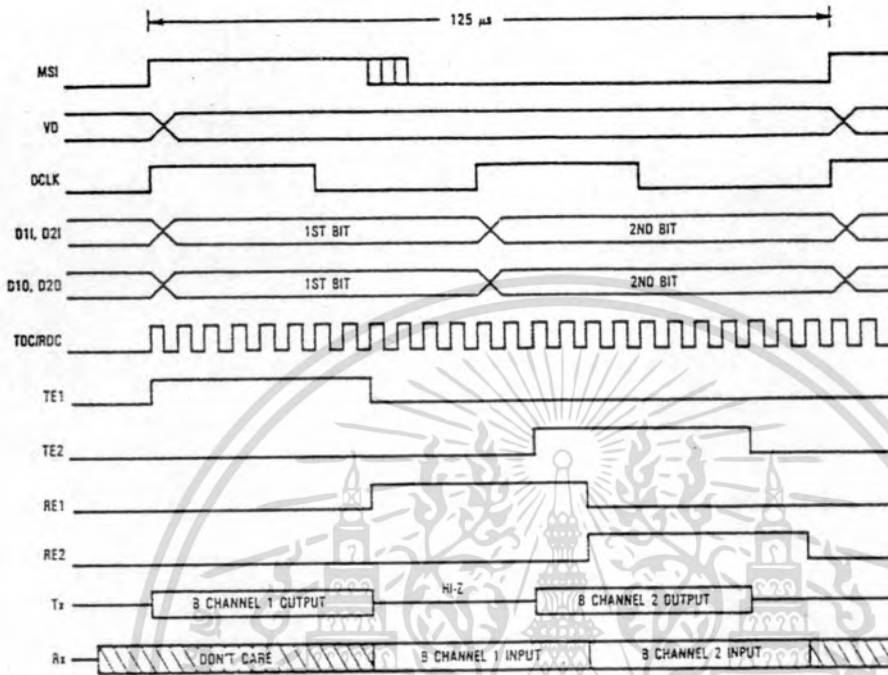 125 μs
MSI
VD
DCLK
D1I, D2I 1ST BIT 2ND BIT
D1O, D2O 1ST BIT 2ND BIT
TDC/RDC
TE1
TE2
RE1
RE2
Tx B CHANNEL 1 OUTPUT HI-Z B CHANNEL 2 OUTPUT
Rx DON'T CARE B CHANNEL 1 INPUT B CHANNEL 2 INPUT